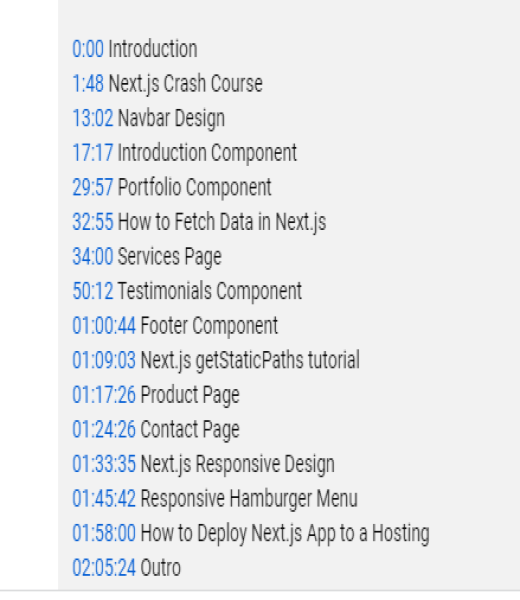 0:00 Introduction
1:48 Next.js Crash Course
13:02 Navbar Design
17:17 Introduction Component
29:57 Portfolio Component
32:55 How to Fetch Data in Next.js
34:00 Services Page
50:12 Testimonials Component
01:00:44 Footer Component
01:09:03 Next.js getStaticPaths tutorial
01:17:26 Product Page
01:24:26 Contact Page
01:33:35 Next.js Responsive Design
01:45:42 Responsive Hamburger Menu
01:58:00 How to Deploy Next.js App to a Hosting
02:05:24 Outro